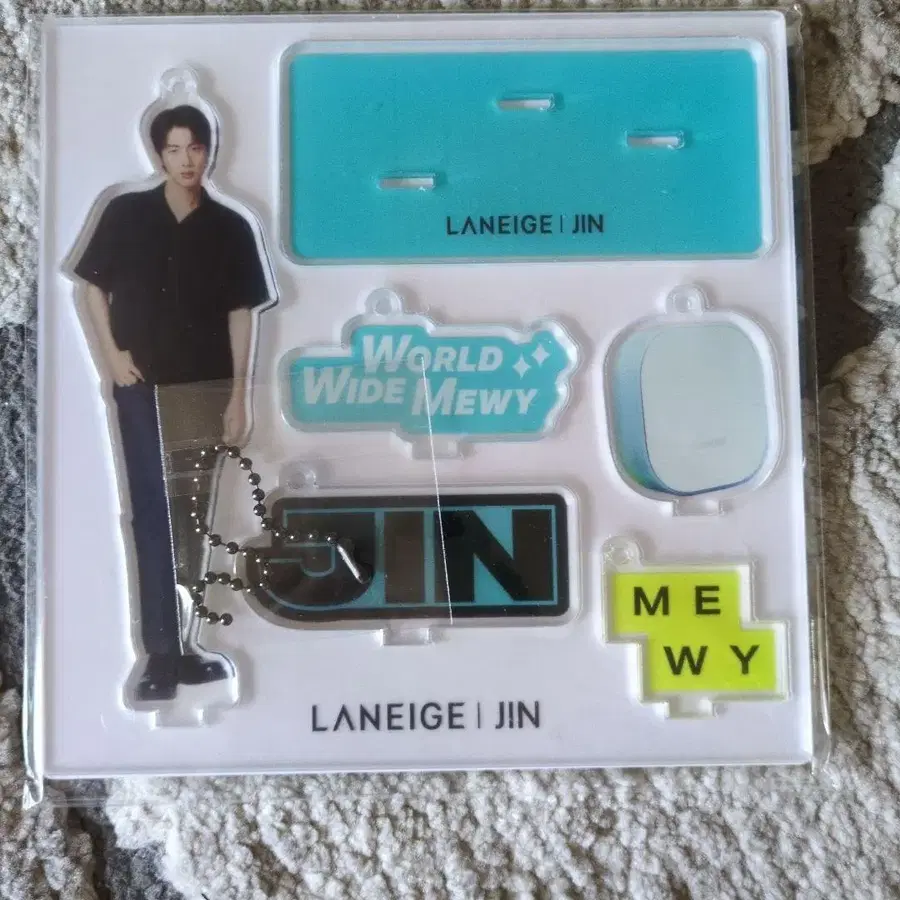 LANEIGE | JIN
WORLD
WIDE MEWY
JIN
ME
WY
LANEIGE | JIN